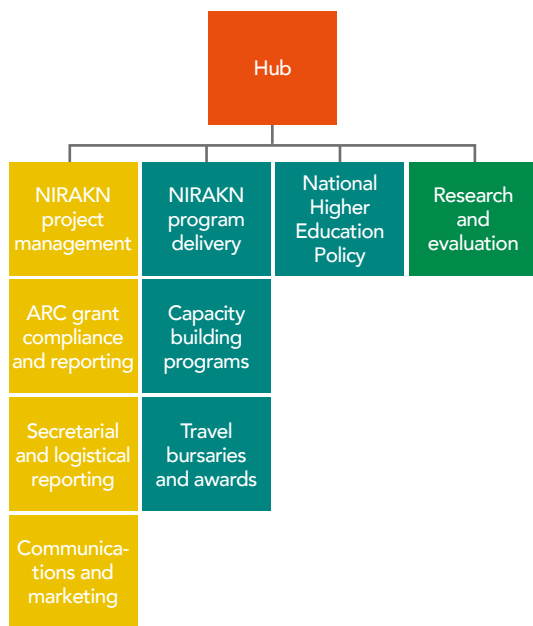 Hub
NIRAKN
project
management
NIRAKN
program
delivery
National
Higher
Education
Policy
Research
and
evaluation
ARC grant
compliance
and reporting
Capacity
building
programs
Secretarial
and logistical
reporting
Travel
bursaries
and awards
Communica-
tions and
marketing